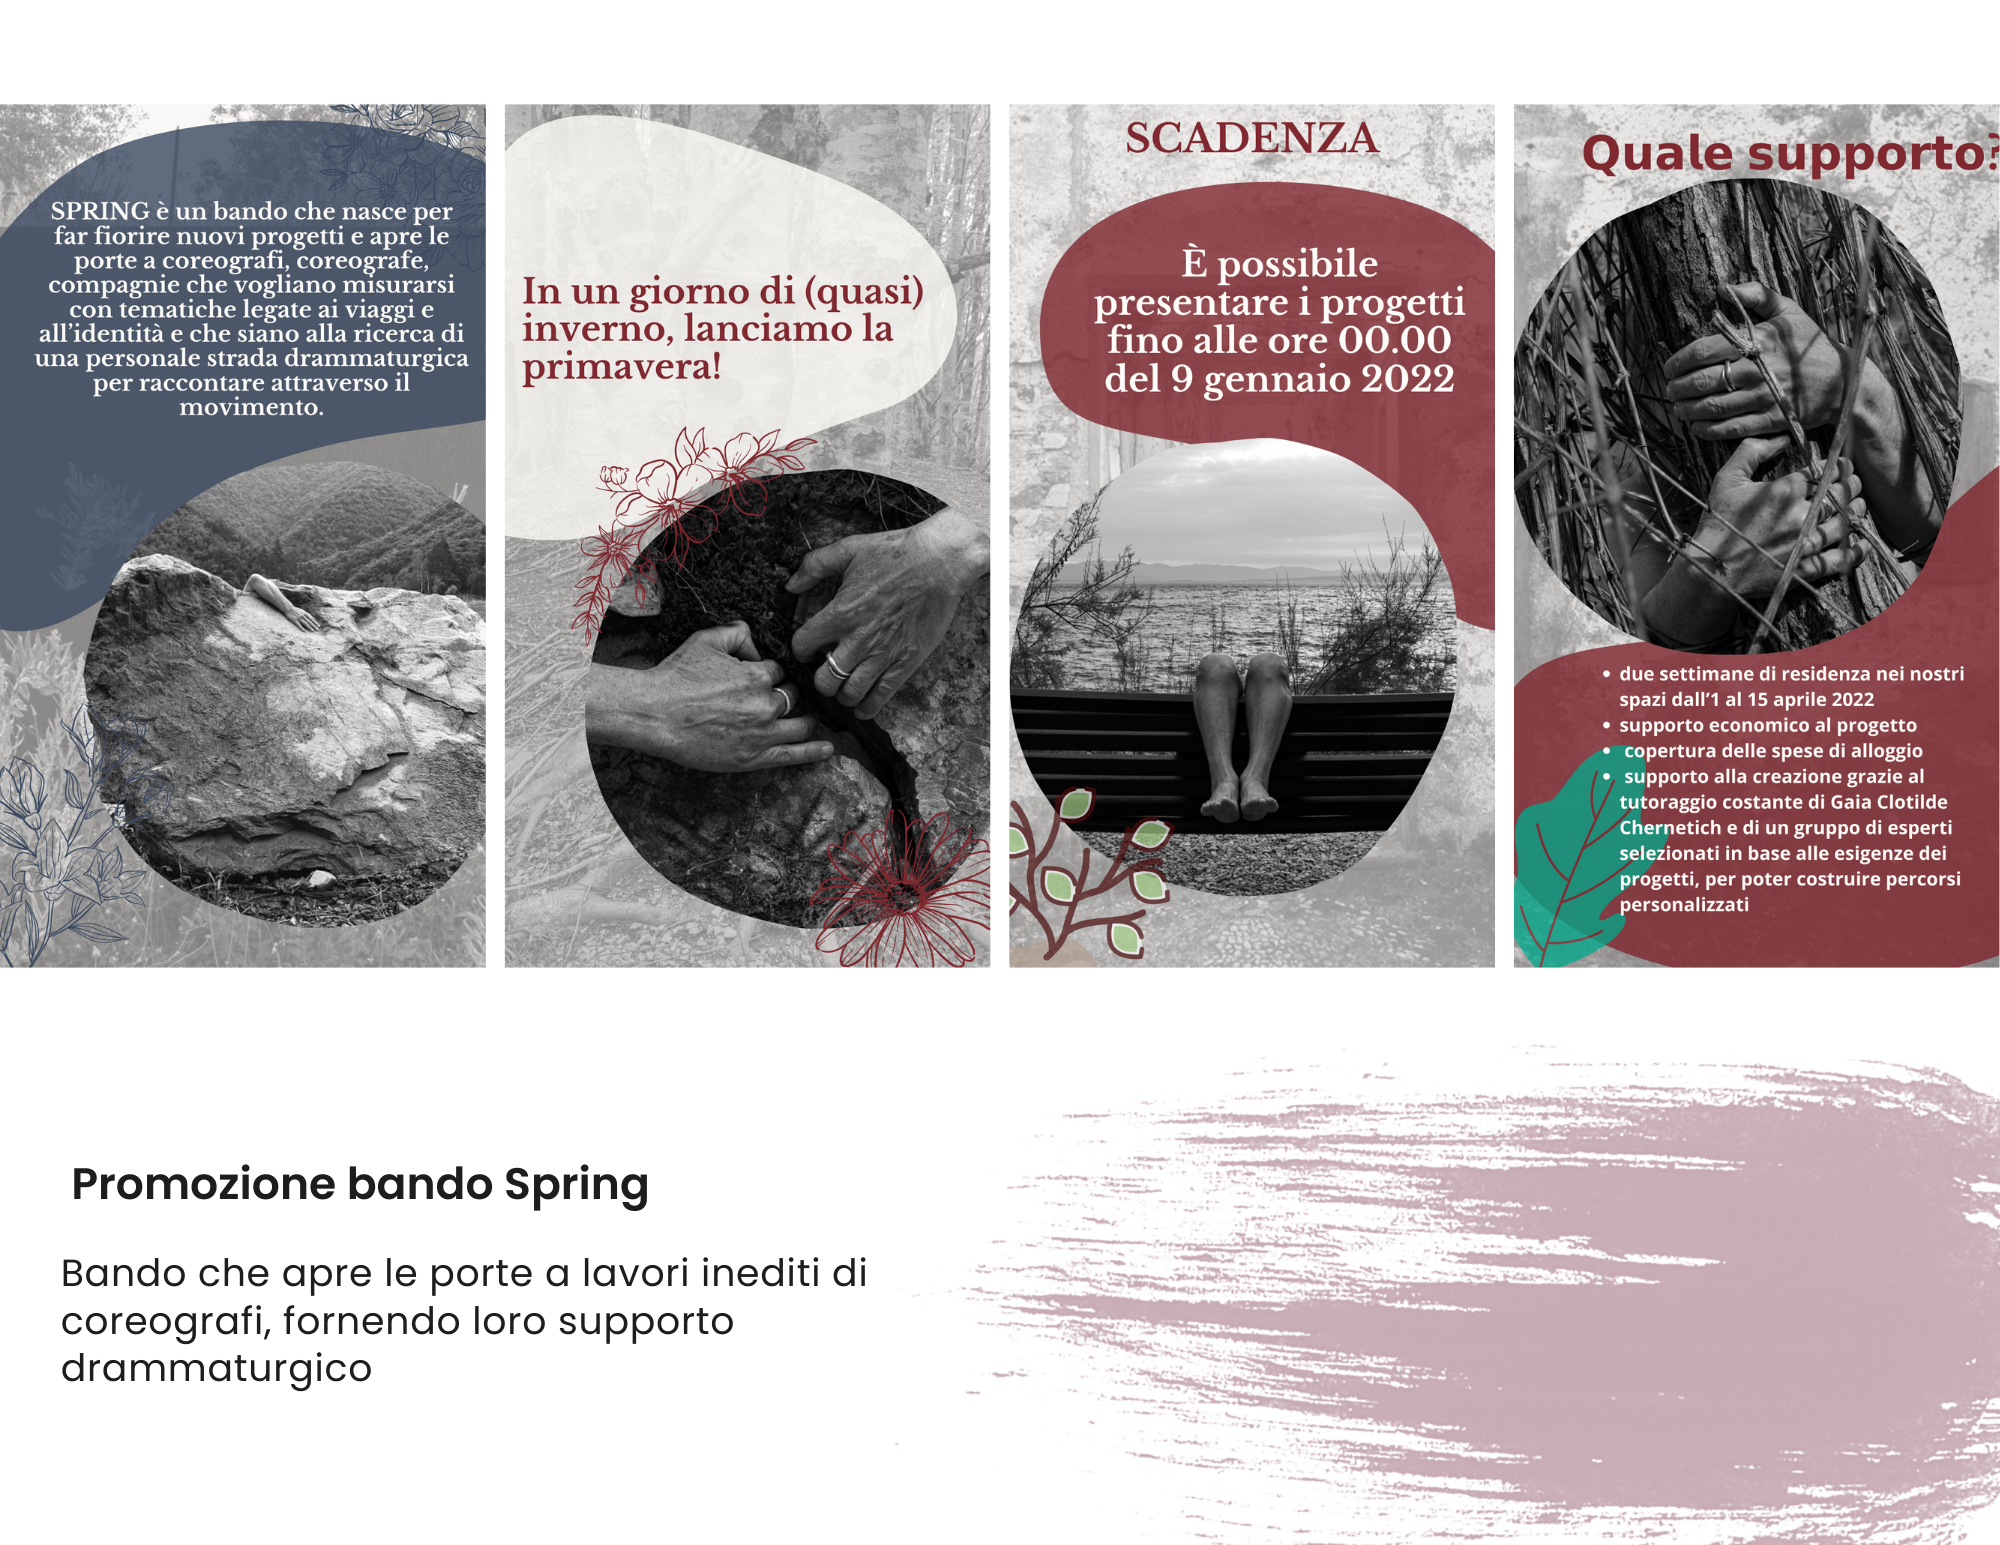 SPRING è un bando che nasce per
far fiorire nuovi progetti e apre le
porte a coreografi, coreografe,
compagnie che vogliano misurarsi
con tematiche legate ai viaggi e
all'identità e che siano alla ricerca di
una personale strada drammaturgica
per raccontare attraverso il
movimento.
In un giorno di (quasi)
inverno, lanciamo la
primavera!
SCADENZA
È possibile
presentare i progetti
fino alle ore 00.00
del 9 gennaio 2022
Quale supporto?
• due settimane di residenza nei nostri
spazi dall'1 al 15 aprile 2022
• supporto economico al progetto
• copertura delle spese di alloggio
• supporto alla creazione grazie al
tutoraggio costante di Gaia Clotilde
Chernetich e di un gruppo di esperti
selezionati in base alle esigenze dei
progetti, per poter costruire percorsi
personalizzati
Promozione bando Spring
Bando che apre le porte a lavori inediti di
coreografi, fornendo loro supporto
drammaturgico